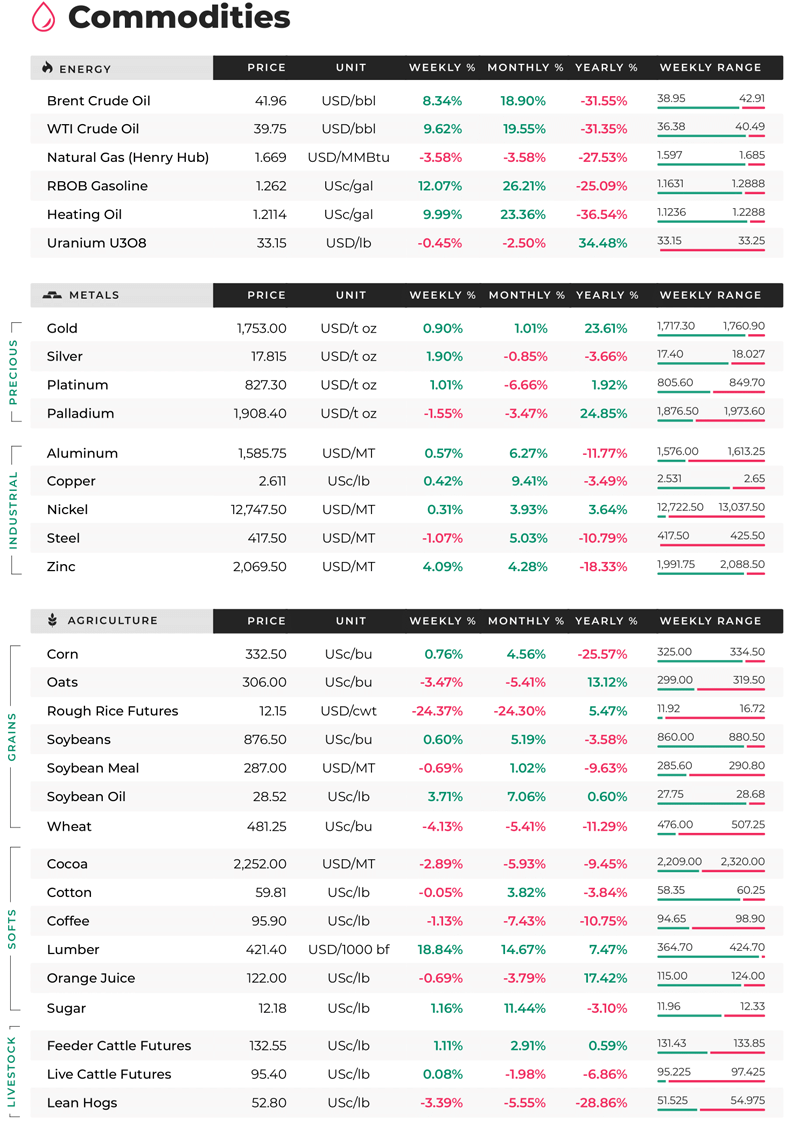 Commodities
ENERGY PRICE UNIT WEEKLY % MONTHLY % YEARLY % WEEKLY RANGE
Brent Crude Oil 41.96 USD/bbl 8.34% 18.90% -31.55% 38.95 42.91
WTI Crude Oil 39.75 USD/bbl 9.62% 19.55% -31.35% 36.38 40.49
Natural Gas (Henry Hub) 1.669 USD/MMBtu -3.58% -3.58% -27.53% 1.597 1.685
RBOB Gasoline 1.262 USc/gal 12.07% 26.21% -25.09% 1.1631 1.2888
Heating Oil 1.2114 USc/gal 9.99% 23.36% -36.54% 1.1236 1.2288
Uranium U3O8 33.15 USD/lb -0.45% -2.50% 34.48% 33.15 33.25
METALS PRICE UNIT WEEKLY % MONTHLY % YEARLY % WEEKLY RANGE
PRECIOUS
Gold 1,753.00 USD/t oz 0.90% 1.01% 23.61% 1,717.30 1,760.90
Silver 17.815 USD/t oz 1.90% -0.85% -3.66% 17.40 18.027
Platinum 827.30 USD/t oz 1.01% -6.66% 1.92% 805.60 849.70
Palladium 1,908.40 USD/t oz -1.55% -3.47% 24.85% 1,876.50 1,973.60
INDUSTRIAL
Aluminum 1,585.75 USD/MT 0.57% 6.27% -11.77% 1,576.00 1,613.25
Copper 2.611 USc/lb 0.42% 9.41% -3.49% 2.531 2.65
Nickel 12,747.50 USD/MT 0.31% 3.93% 3.64% 12,722.50 13,037.50
Steel 417.50 USD/MT -1.07% 5.03% -10.79% 417.50 425.50
Zinc 2,069.50 USD/MT 4.09% 4.28% -18.33% 1,991.75 2,088.50
AGRICULTURE PRICE UNIT WEEKLY % MONTHLY % YEARLY % WEEKLY RANGE
GRAINS
Corn 332.50 USc/bu 0.76% 4.56% -25.57% 325.00 334.50
Oats 306.00 USc/bu -3.47% -5.41% 13.12% 299.00 319.50
Rough Rice Futures 12.15 USD/cwt -24.37% -24.30% 5.47% 11.92 16.72
Soybeans 876.50 USc/bu 0.60% 5.19% -3.58% 860.00 880.50
Soybean Meal 287.00 USD/MT -0.69% 1.02% -9.63% 285.60 290.80
Soybean Oil 28.52 USc/lb 3.71% 7.06% 0.60% 27.75 28.68
Wheat 481.25 USc/bu -4.13% -5.41% -11.29% 476.00 507.25
SOFTS
Cocoa 2,252.00 USD/MT -2.89% -5.93% -9.45% 2,209.00 2,320.00
Cotton 59.81 USc/lb -0.05% 3.82% -3.84% 58.35 60.25
Coffee 95.90 USc/lb -1.13% -7.43% -10.75% 94.65 98.90
Lumber 421.40 USD/1000 bf 18.84% 14.67% 7.47% 364.70 424.70
Orange Juice 122.00 USc/lb -0.69% -3.79% 17.42% 115.00 124.00
Sugar 12.18 USc/lb 1.16% 11.44% -3.10% 11.96 12.33
LIVESTOCK
Feeder Cattle Futures 132.55 USc/lb 1.11% 2.91% 0.59% 131.43 133.85
Live Cattle Futures 95.40 USc/lb 0.08% -1.98% -6.86% 95.225 97.425
Lean Hogs 52.80 USc/lb -3.39% -5.55% -28.86% 51.525 54.975